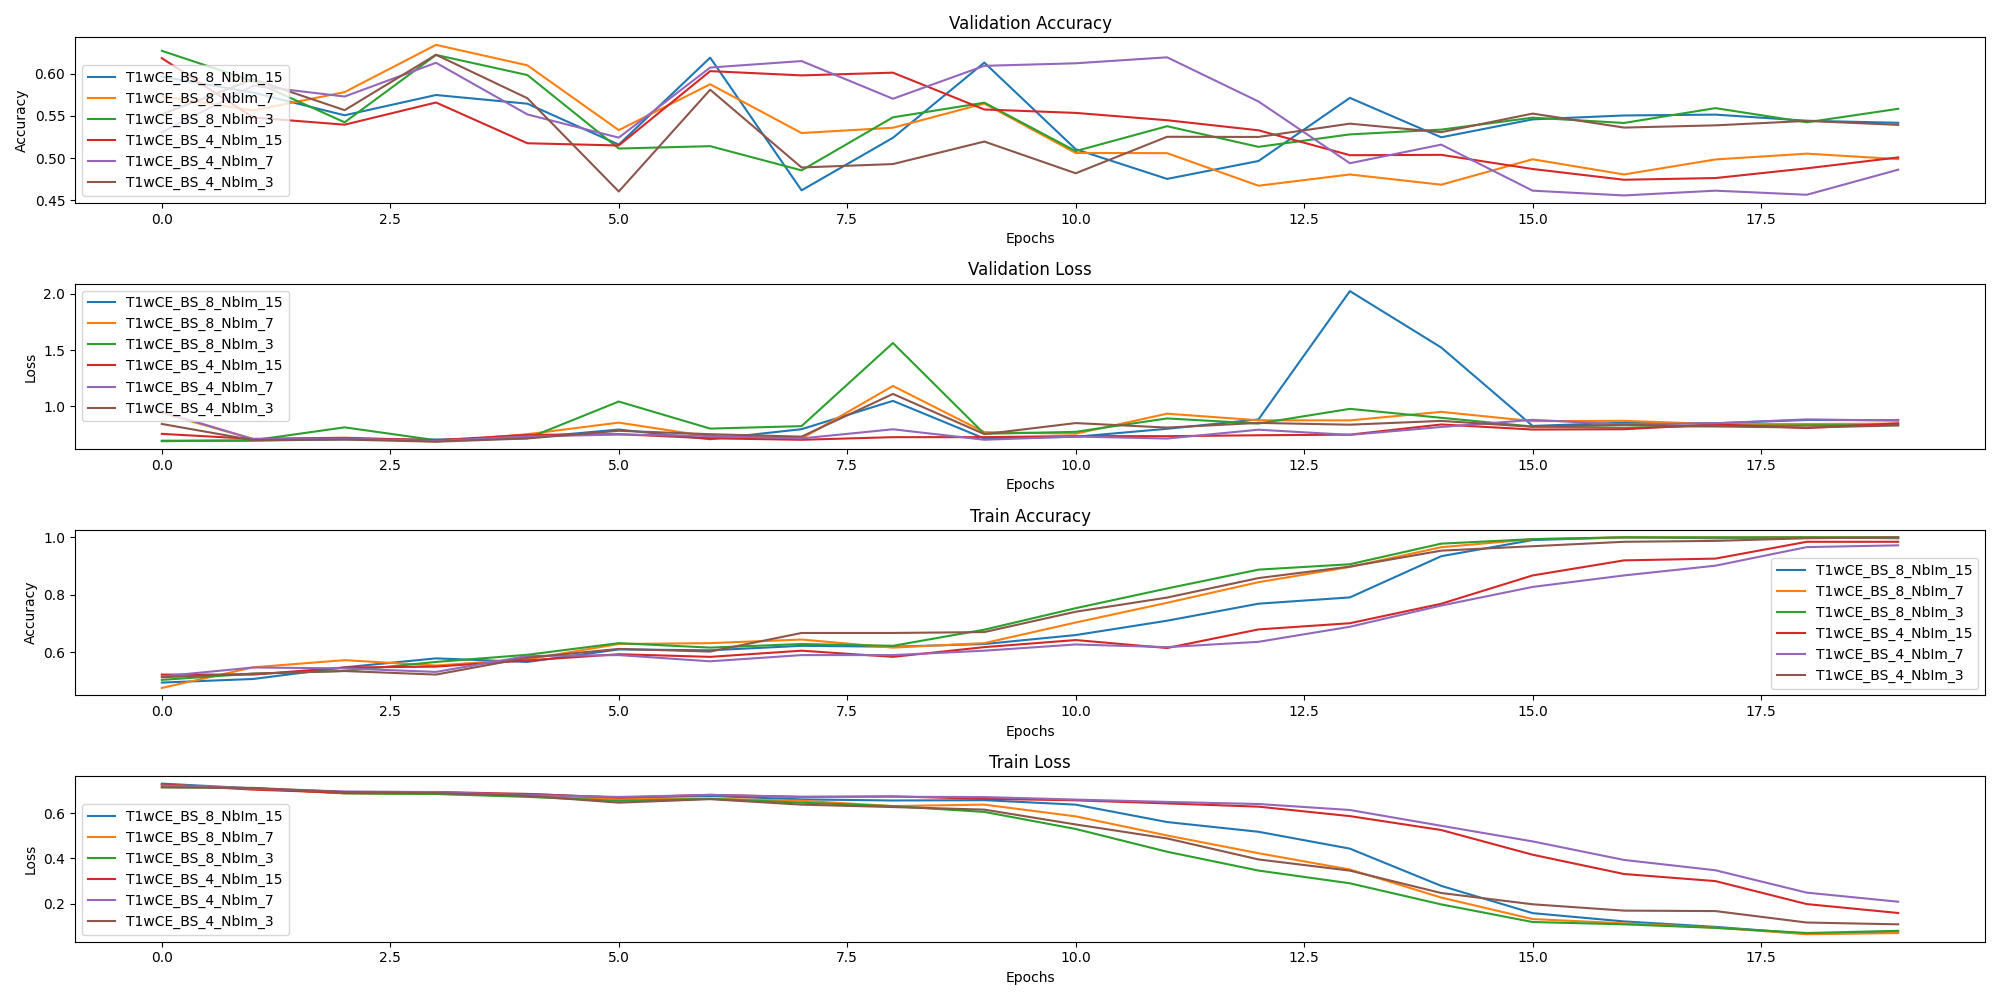 Validation Accuracy
Accuracy
0.60
0.55
0.50
0.45
T1wCE_BS_8_NbIm_15
T1wCE_BS_8_NbIm_7
T1wCE_BS_8_NbIm_3
T1wCE_BS_4_NbIm_15
T1wCE_BS_4_NbIm_7
T1wCE_BS_4_NbIm_3
0.0 2.5 5.0 7.5 10.0 12.5 15.0 17.5
Epochs
Validation Loss
Loss
2.0
1.5
1.0
T1wCE_BS_8_NbIm_15
T1wCE_BS_8_NbIm_7
T1wCE_BS_8_NbIm_3
T1wCE_BS_4_NbIm_15
T1wCE_BS_4_NbIm_7
T1wCE_BS_4_NbIm_3
0.0 2.5 5.0 7.5 10.0 12.5 15.0 17.5
Epochs
Train Accuracy
Accuracy
1.0
0.8
0.6
T1wCE_BS_8_NbIm_15
T1wCE_BS_8_NbIm_7
T1wCE_BS_8_NbIm_3
T1wCE_BS_4_NbIm_15
T1wCE_BS_4_NbIm_7
T1wCE_BS_4_NbIm_3
0.0 2.5 5.0 7.5 10.0 12.5 15.0 17.5
Epochs
Train Loss
Loss
0.6
0.4
0.2
T1wCE_BS_8_NbIm_15
T1wCE_BS_8_NbIm_7
T1wCE_BS_8_NbIm_3
T1wCE_BS_4_NbIm_15
T1wCE_BS_4_NbIm_7
T1wCE_BS_4_NbIm_3
0.0 2.5 5.0 7.5 10.0 12.5 15.0 17.5
Epochs